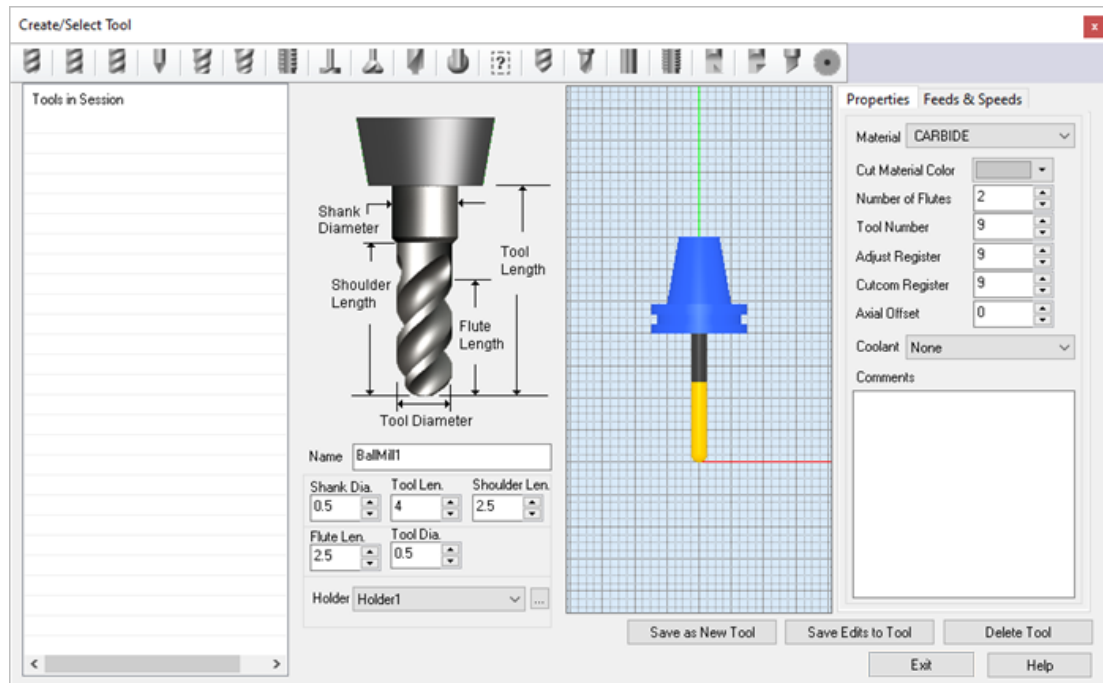 Create/Select Tool
x
?
Tools in Session
Shank
Diameter
Shoulder
Length
Tool
Length
Flute
Length
Tool Diameter
Name BallMill1
Shank Dia. Tool Len. Shoulder Len.
0.5 4 2.5
Flute Len. Tool Dia.
2.5 0.5
Holder Holder1 ...
Properties Feeds & Speeds
Material CARBIDE
Cut Material Color
Number of Flutes 2
Tool Number 9
Adjust Register 9
Cutcom Register 9
Axial Offset 0
Coolant None
Comments
Save as New Tool Save Edits to Tool Delete Tool
Exit Help